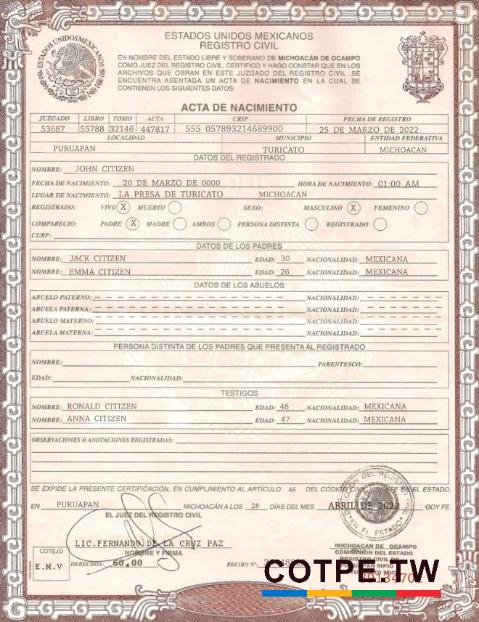 ESTADOS UNIDOS MEXICANOS
REGISTRO CIVIL
EN NOMBRE DEL ESTADO LIBRE Y SOBERANO DE MICHOACÁN DE OCAMPO
COMO JUEZ DEL REGISTRO CIVIL, CERTIFICO Y HAGO CONSTAR QUE EN LOS
ARCHIVOS QUE OBRAN EN ESTE JUZGADO DEL REGISTRO CIVIL ,SE
ENCUENTRA ASENTADA UN ACTA DE NACIMIENTO EN LA CUAL SE
CONTIENEN LOS SIGUIENTES DATOS:
ACTA DE NACIMIENTO
JUZGADO LIBRO TOMO ACTA CRIP FECHA DE REGISTRO
53687 55788 32146 447817 555 057893214689900 25 DE MARZO DE 2022
LOCALIDAD MUNICIPIO ENTIDAD FEDERATIVA
PURUAPAN TURICATO MICHOACAN
DATOS DEL REGISTRADO
NOMBRE: JOHN CITIZEN
FECHA DE NACIMIENTO: 20 DE MARZO DE 0000 HORA DE NACIMIENTO: 01:00 AM
LUGAR DE NACIMIENTO: LA PRESA DE TURICATO MICHOACAN
REGISTRADO: VIVO X MUERTO SEXO: MASCULINO X FEMENINO
COMPARECIO: PADRE X MADRE AMBOS PERSONA DISTINTA REGISTRADO
CURP:
DATOS DE LOS PADRES
NOMBRE: JACK CITIZEN EDAD: 30 NACIONALIDAD: MEXICANA
NOMBRE: EMMA CITIZEN EDAD: 26 NACIONALIDAD: MEXICANA
DATOS DE LOS ABUELOS
ABUELO PATERNO: NACIONALIDAD:
ABUELA PATERNA: NACIONALIDAD:
ABUELO MATERNO: NACIONALIDAD:
ABUELA MATERNA: NACIONALIDAD:
PERSONA DISTINTA DE LOS PADRES QUE PRESENTA AL REGISTRADO
NOMBRE: PARENTESCO:
EDAD: NACIONALIDAD:
TESTIGOS
NOMBRE: RONALD CITIZEN EDAD: 48 NACIONALIDAD: MEXICANA
NOMBRE: ANNA CITIZEN EDAD: 47 NACIONALIDAD: MEXICANA
OBSERVACIONES O ANOTACIONES REGISTRADAS:
SE EXPIDE LA PRESENTE CERTIFICACIÓN, EN CUMPLIMIENTO AL ARTICULO 46 DEL CÓDIGO EN EL ESTADO,
EN PURUAPAN MICHOACÁN A LOS 28 DÍAS DEL MES ABRIL DE 2022 DOY FE.
EL JUEZ DEL REGISTRO CIVIL
LIC.FERNANDO DE LA CRUZ PAZ
NOMBRE Y FIRMA
COTEJO
E.M.V
DERECHOS: 60.00 RECIBO Nº
MICHOACAN DE OCAMPO
REGISTRO CIVIL
COTPE.TW